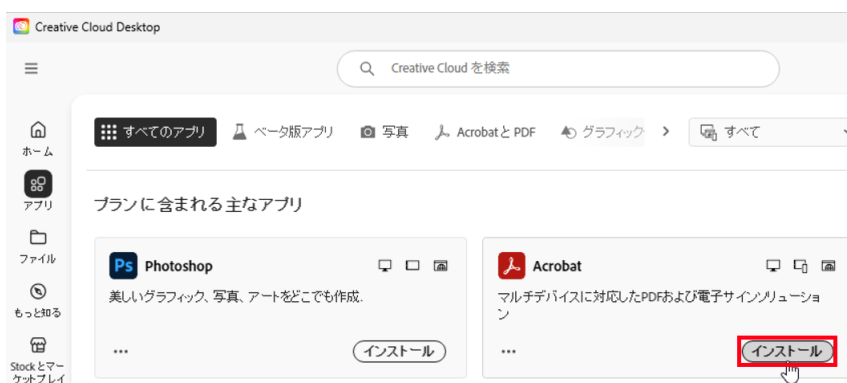 Creative Cloud Desktop
Creative Cloud を検索
すべてのアプリ
ベータ版アプリ
写真
Acrobat と PDF
グラフィック
すべて
ホーム
アプリ
ファイル
もっと知る
Stock とマー
ケットプレイ
プランに含まれる主なアプリ
Ps Photoshop
美しいグラフィック、写真、アートをどこでも作成.
... インストール
Acrobat
マルチデバイスに対応したPDFおよび電子サインソリューショ
ン
... インストール